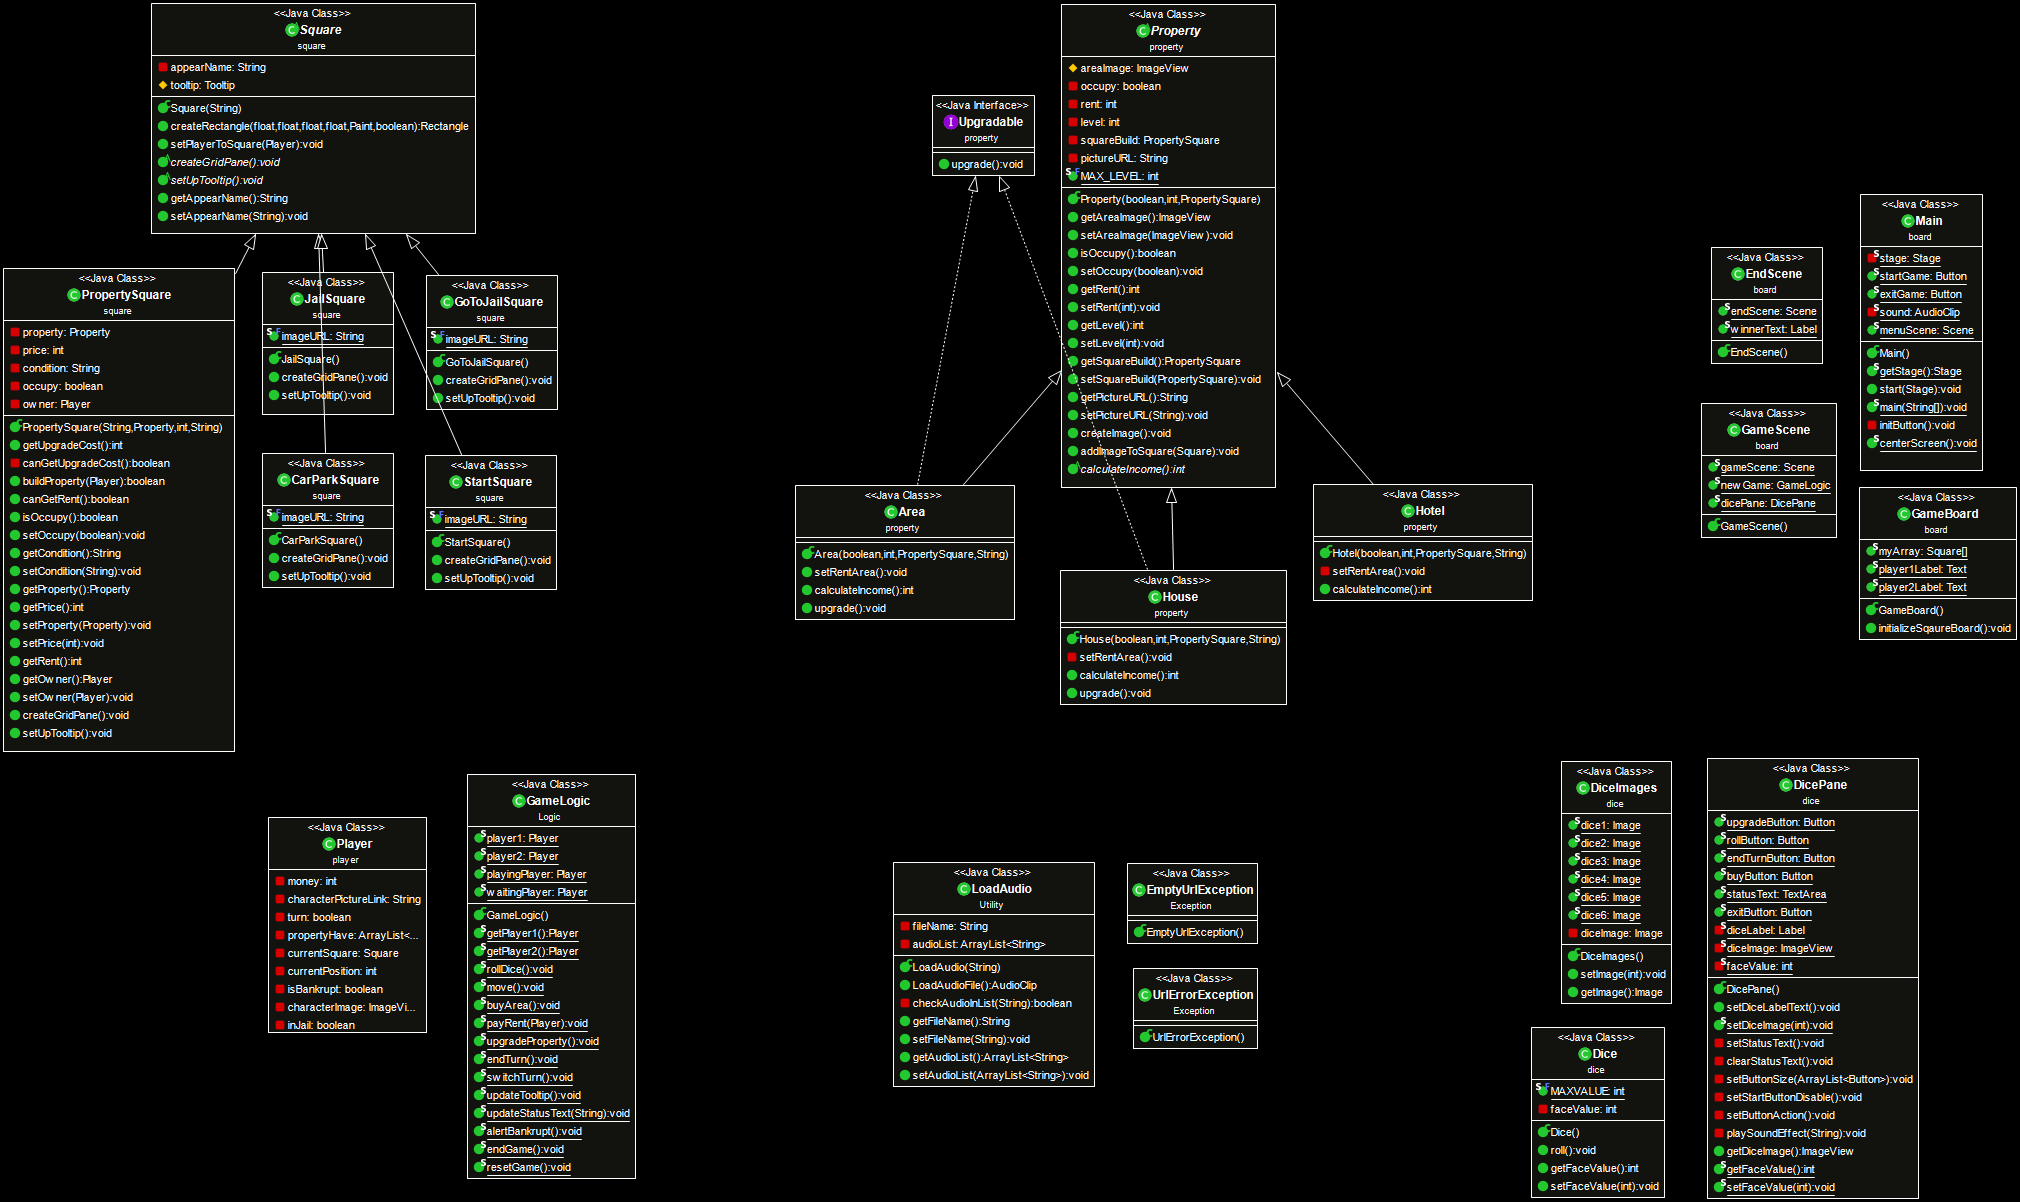 <<Java Class>>
Square
square
appearName: String
tooltip: Tooltip
Square(String)
createRectangle(float,float,float,float,Paint,boolean):Rectangle
setPlayerToSquare(Player):void
createGridPane():void
setUpTooltip():void
getAppearName():String
setAppearName(String):void
<<Java Class>>
PropertySquare
square
property: Property
price: int
condition: String
occupy: boolean
owner: Player
PropertySquare(String,Property,int,String)
getUpgradeCost():int
canGetUpgradeCost():boolean
buildProperty(Player):boolean
canGetRent():boolean
isOccupy():boolean
setOccupy(boolean):void
getCondition():String
setCondition(String):void
getProperty():Property
getPrice():int
setProperty(Property):void
setPrice(int):void
getRent():int
getOwner():Player
setOwner(Player):void
createGridPane():void
setUpTooltip():void
<<Java Class>>
JailSquare
square
imageURL: String
JailSquare()
createGridPane():void
setUpTooltip():void
<<Java Class>>
GoToJailSquare
square
imageURL: String
GoToJailSquare()
createGridPane():void
setUpTooltip():void
<<Java Class>>
CarParkSquare
square
imageURL: String
CarParkSquare()
createGridPane():void
setUpTooltip():void
<<Java Class>>
StartSquare
square
imageURL: String
StartSquare()
createGridPane():void
setUpTooltip():void
<<Java Interface>>
Upgradable
property
upgrade():void
<<Java Class>>
Property
property
areaImage: ImageView
occupy: boolean
rent: int
level: int
squareBuild: PropertySquare
pictureURL: String
MAX_LEVEL: int
Property(boolean,int,PropertySquare)
getAreaImage():ImageView
setAreaImage(ImageView):void
isOccupy():boolean
setOccupy(boolean):void
getRent():int
setRent(int):void
getLevel():int
setLevel(int):void
getSquareBuild():PropertySquare
setSquareBuild(PropertySquare):void
getPictureURL():String
setPictureURL(String):void
createImage():void
addImageToSquare(Square):void
calculateIncome():int
<<Java Class>>
Area
property
Area(boolean,int,PropertySquare,String)
setRentArea():void
calculateIncome():int
upgrade():void
<<Java Class>>
House
property
House(boolean,int,PropertySquare,String)
setRentArea():void
calculateIncome():int
upgrade():void
<<Java Class>>
Hotel
property
Hotel(boolean,int,PropertySquare,String)
setRentArea():void
calculateIncome():int
<<Java Class>>
EndScene
board
endScene: Scene
winnerText: Label
EndScene()
<<Java Class>>
Main
board
stage: Stage
startGame: Button
exitGame: Button
sound: AudioClip
menuScene: Scene
Main()
getStage():Stage
start(Stage):void
main(String[]):void
initButton():void
centerScreen():void
<<Java Class>>
GameScene
board
gameScene: Scene
newGame: GameLogic
dicePane: DicePane
GameScene()
<<Java Class>>
GameBoard
board
myArray: Square[]
player1Label: Text
player2Label: Text
GameBoard()
initializeSqaureBoard():void
<<Java Class>>
Player
player
money: int
characterPictureLink: String
turn: boolean
propertyHave: ArrayList<...
currentSquare: Square
currentPosition: int
isBankrupt: boolean
characterImage: ImageVi...
inJail: boolean
<<Java Class>>
GameLogic
Logic
player1: Player
player2: Player
playingPlayer: Player
waitingPlayer: Player
GameLogic()
getPlayer1():Player
getPlayer2():Player
rollDice():void
move():void
buyArea():void
payRent(Player):void
upgradeProperty():void
endTurn():void
switchTurn():void
updateTooltip():void
updateStatusText(String):void
alertBankrupt():void
endGame():void
resetGame():void
<<Java Class>>
LoadAudio
Utility
fileName: String
audioList: ArrayList<String>
LoadAudio(String)
LoadAudioFile():AudioClip
checkAudioInList(String):boolean
getFileName():String
setFileName(String):void
getAudioList():ArrayList<String>
setAudioList(ArrayList<String>):void
<<Java Class>>
EmptyUrlException
Exception
EmptyUrlException()
<<Java Class>>
UrlErrorException
Exception
UrlErrorException()
<<Java Class>>
DiceImages
dice
dice1: Image
dice2: Image
dice3: Image
dice4: Image
dice5: Image
dice6: Image
diceImage: Image
DiceImages()
setImage(int):void
getImage():Image
<<Java Class>>
Dice
dice
MAXVALUE: int
faceValue: int
Dice()
roll():void
getFaceValue():int
setFaceValue(int):void
<<Java Class>>
DicePane
dice
upgradeButton: Button
rollButton: Button
endTurnButton: Button
buyButton: Button
statusText: TextArea
exitButton: Button
diceLabel: Label
diceImage: ImageView
faceValue: int
DicePane()
setDiceLabelText():void
setDiceImage(int):void
setStatusText():void
clearStatusText():void
setButtonSize(ArrayList<Button>):void
setStartButtonDisable():void
setButtonAction():void
playSoundEffect(String):void
getDiceImage():ImageView
getFaceValue():int
setFaceValue(int):void